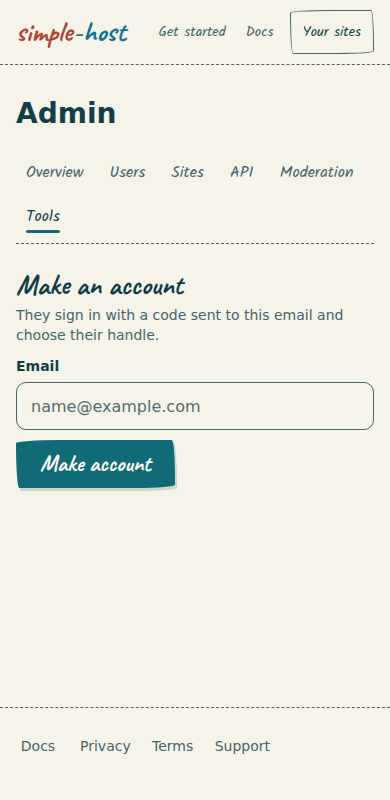 simple-host Get started Docs Your sites
Admin
Overview Users Sites API Moderation
Tools
Make an account
They sign in with a code sent to this email and
choose their handle.
Email
name@example.com
Make account
Docs Privacy Terms Support